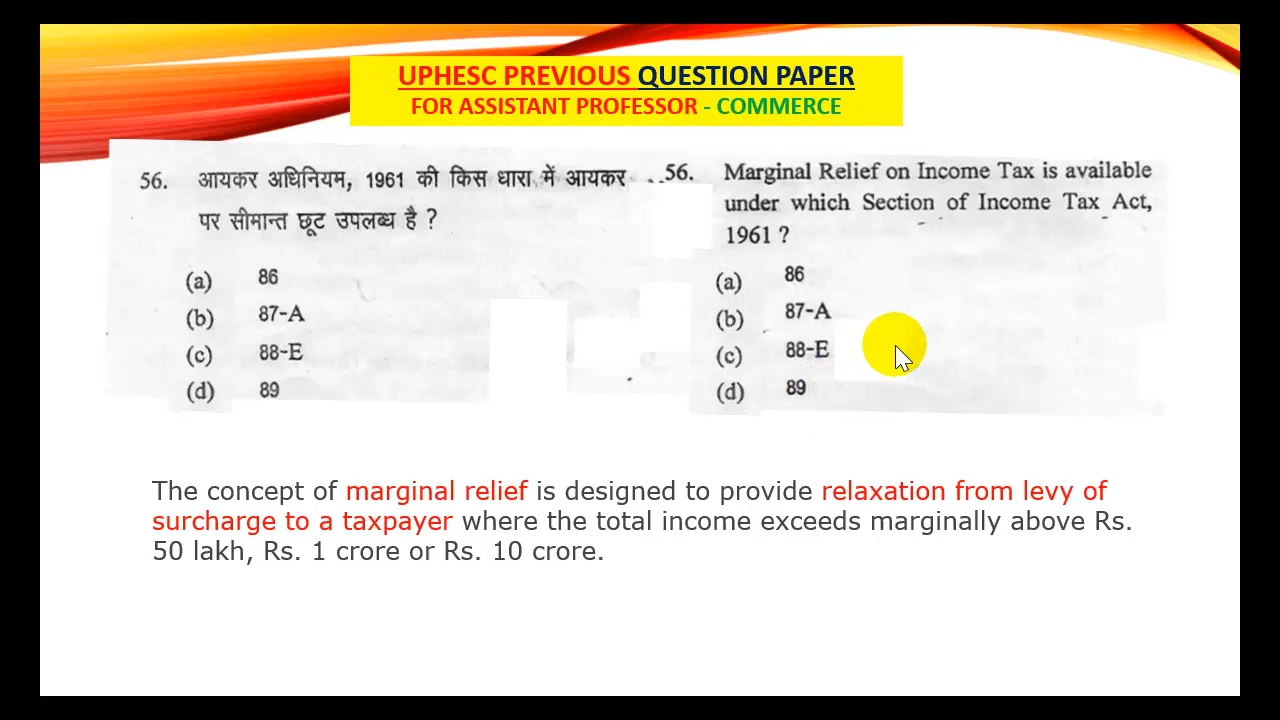 UPHESC PREVIOUS QUESTION PAPER
FOR ASSISTANT PROFESSOR - COMMERCE
56. आयकर अधिनियम, 1961 की किस धारा में आयकर
पर सीमान्त छूट उपलब्ध है ?
(a) 86
(b) 87-A
(c) 88-E
(d) 89
56. Marginal Relief on Income Tax is available
under which Section of Income Tax Act,
1961 ?
(a) 86
(b) 87-A
(c) 88-E
(d) 89
The concept of marginal relief is designed to provide relaxation from levy of
surcharge to a taxpayer where the total income exceeds marginally above Rs.
50 lakh, Rs. 1 crore or Rs. 10 crore.